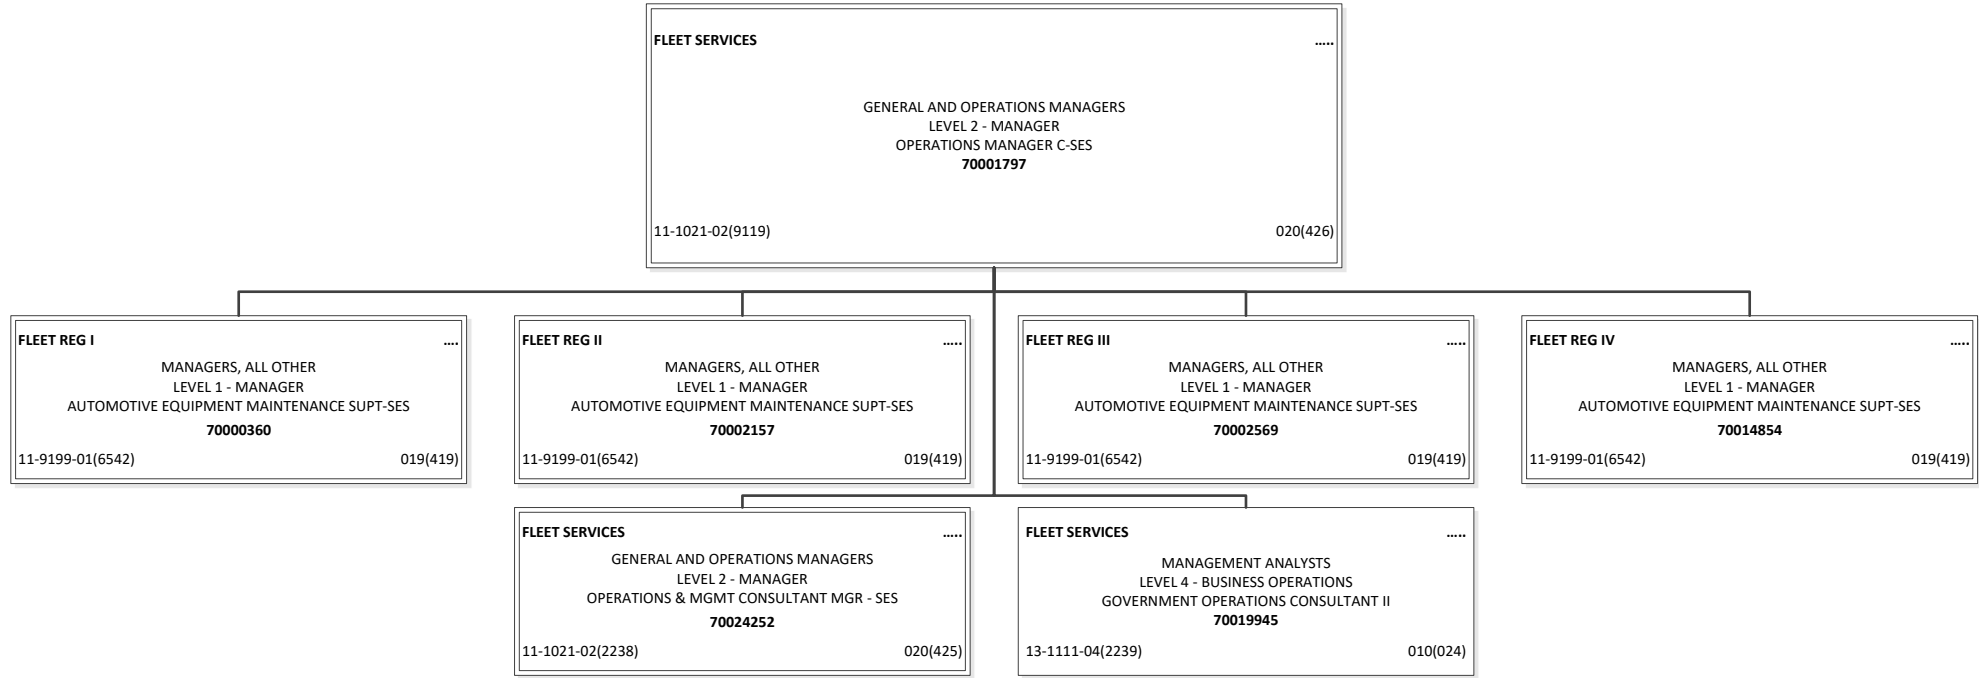 FLEET SERVICES .....
GENERAL AND OPERATIONS MANAGERS
LEVEL 2 - MANAGER
OPERATIONS MANAGER C-SES
70001797
11-1021-02(9119) 020(426)
FLEET REG I ....
MANAGERS, ALL OTHER
LEVEL 1 - MANAGER
AUTOMOTIVE EQUIPMENT MAINTENANCE SUPT-SES
70000360
11-9199-01(6542) 019(419)
FLEET REG II .....
MANAGERS, ALL OTHER
LEVEL 1 - MANAGER
AUTOMOTIVE EQUIPMENT MAINTENANCE SUPT-SES
70002157
11-9199-01(6542) 019(419)
FLEET REG III .....
MANAGERS, ALL OTHER
LEVEL 1 - MANAGER
AUTOMOTIVE EQUIPMENT MAINTENANCE SUPT-SES
70002569
11-9199-01(6542) 019(419)
FLEET REG IV .....
MANAGERS, ALL OTHER
LEVEL 1 - MANAGER
AUTOMOTIVE EQUIPMENT MAINTENANCE SUPT-SES
70014854
11-9199-01(6542) 019(419)
FLEET SERVICES .....
GENERAL AND OPERATIONS MANAGERS
LEVEL 2 - MANAGER
OPERATIONS & MGMT CONSULTANT MGR - SES
70024252
11-1021-02(2238) 020(425)
FLEET SERVICES .....
MANAGEMENT ANALYSTS
LEVEL 4 - BUSINESS OPERATIONS
GOVERNMENT OPERATIONS CONSULTANT II
70019945
13-1111-04(2239) 010(024)